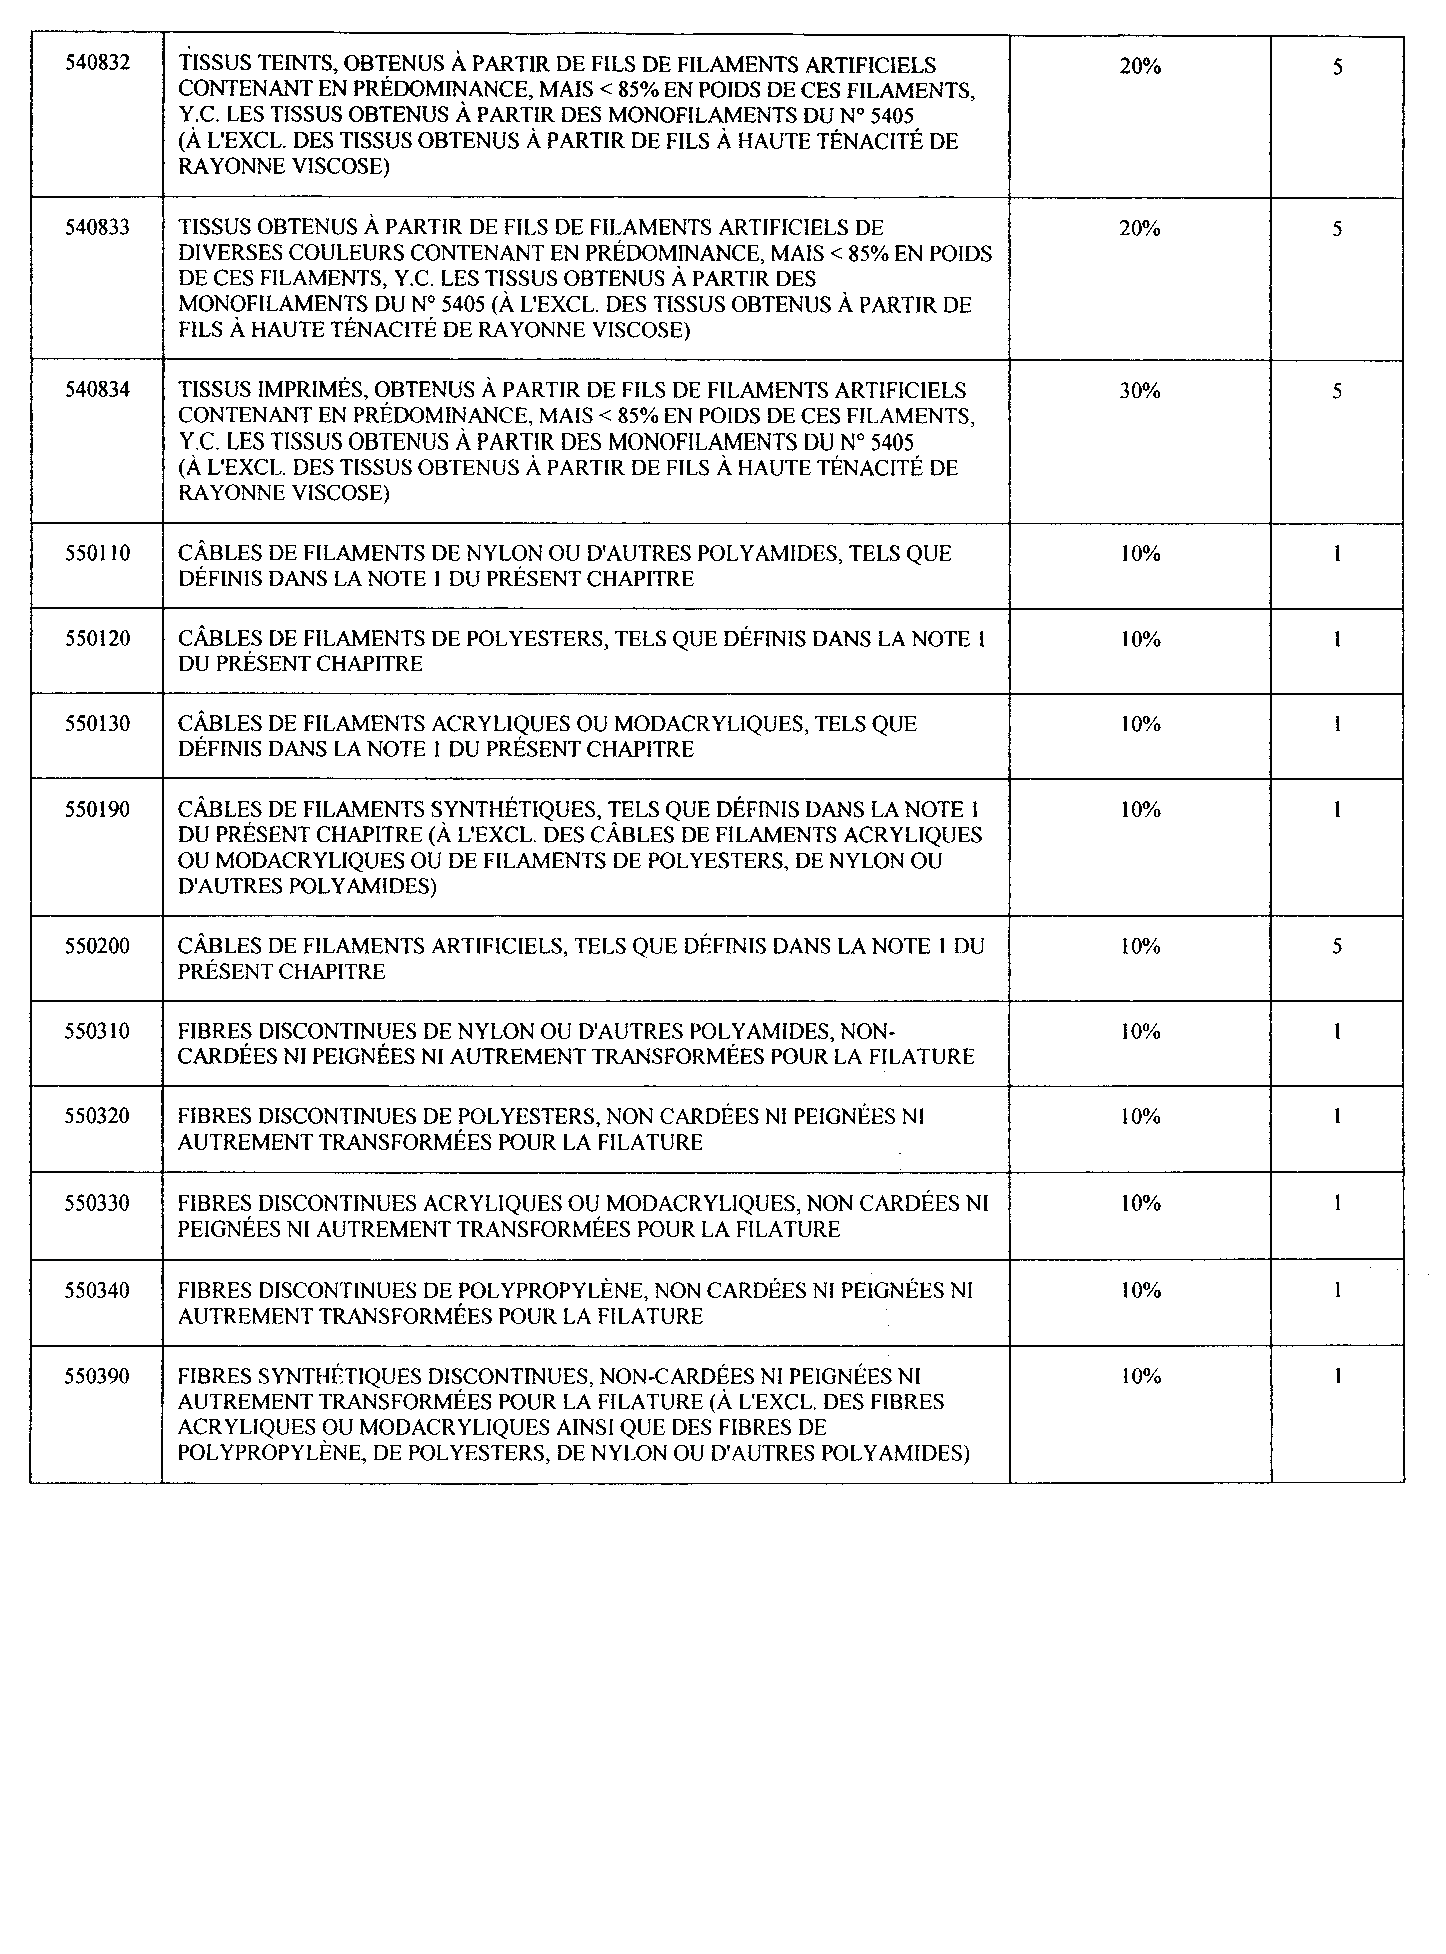 540832 TISSUS TEINTS, OBTENUS À PARTIR DE FILS DE FILAMENTS ARTIFICIELS 20% 5
CONTENANT EN PRÉDOMINANCE, MAIS < 85% EN POIDS DE CES FILAMENTS,
Y.C. LES TISSUS OBTENUS À PARTIR DES MONOFILAMENTS DU N° 5405
(À L'EXCL. DES TISSUS OBTENUS À PARTIR DE FILS À HAUTE TÉNACITÉ DE
RAYONNE VISCOSE)
540833 TISSUS OBTENUS À PARTIR DE FILS DE FILAMENTS ARTIFICIELS DE 20% 5
DIVERSES COULEURS CONTENANT EN PRÉDOMINANCE, MAIS < 85% EN POIDS
DE CES FILAMENTS, Y.C. LES TISSUS OBTENUS À PARTIR DES
MONOFILAMENTS DU N° 5405 (À L'EXCL. DES TISSUS OBTENUS À PARTIR DE
FILS À HAUTE TÉNACITÉ DE RAYONNE VISCOSE)
540834 TISSUS IMPRIMÉS, OBTENUS À PARTIR DE FILS DE FILAMENTS ARTIFICIELS 30% 5
CONTENANT EN PRÉDOMINANCE, MAIS < 85% EN POIDS DE CES FILAMENTS,
Y.C. LES TISSUS OBTENUS À PARTIR DES MONOFILAMENTS DU N° 5405
(À L'EXCL. DES TISSUS OBTENUS À PARTIR DE FILS À HAUTE TÉNACITÉ DE
RAYONNE VISCOSE)
550110 CÂBLES DE FILAMENTS DE NYLON OU D'AUTRES POLYAMIDES, TELS QUE 10% 1
DÉFINIS DANS LA NOTE 1 DU PRÉSENT CHAPITRE
550120 CÂBLES DE FILAMENTS DE POLYESTERS, TELS QUE DÉFINIS DANS LA NOTE 1 10% 1
DU PRÉSENT CHAPITRE
550130 CÂBLES DE FILAMENTS ACRYLIQUES OU MODACRYLIQUES, TELS QUE 10% 1
DÉFINIS DANS LA NOTE 1 DU PRÉSENT CHAPITRE
550190 CÂBLES DE FILAMENTS SYNTHÉTIQUES, TELS QUE DÉFINIS DANS LA NOTE 1 10% 1
DU PRÉSENT CHAPITRE (À L'EXCL. DES CÂBLES DE FILAMENTS ACRYLIQUES
OU MODACRYLIQUES OU DE FILAMENTS DE POLYESTERS, DE NYLON OU
D'AUTRES POLYAMIDES)
550200 CÂBLES DE FILAMENTS ARTIFICIELS, TELS QUE DÉFINIS DANS LA NOTE 1 DU 10% 5
PRÉSENT CHAPITRE
550310 FIBRES DISCONTINUES DE NYLON OU D'AUTRES POLYAMIDES, NON- 10% 1
CARDÉES NI PEIGNÉES NI AUTREMENT TRANSFORMÉES POUR LA FILATURE
550320 FIBRES DISCONTINUES DE POLYESTERS, NON CARDÉES NI PEIGNÉES NI 10% 1
AUTREMENT TRANSFORMÉES POUR LA FILATURE
550330 FIBRES DISCONTINUES ACRYLIQUES OU MODACRYLIQUES, NON CARDÉES NI 10% 1
PEIGNÉES NI AUTREMENT TRANSFORMÉES POUR LA FILATURE
550340 FIBRES DISCONTINUES DE POLYPROPYLÈNE, NON CARDÉES NI PEIGNÉES NI 10% 1
AUTREMENT TRANSFORMÉES POUR LA FILATURE
550390 FIBRES SYNTHÉTIQUES DISCONTINUES, NON-CARDÉES NI PEIGNÉES NI 10% 1
AUTREMENT TRANSFORMÉES POUR LA FILATURE (À L'EXCL. DES FIBRES
ACRYLIQUES OU MODACRYLIQUES AINSI QUE DES FIBRES DE
POLYPROPYLÈNE, DE POLYESTERS, DE NYLON OU D'AUTRES POLYAMIDES)